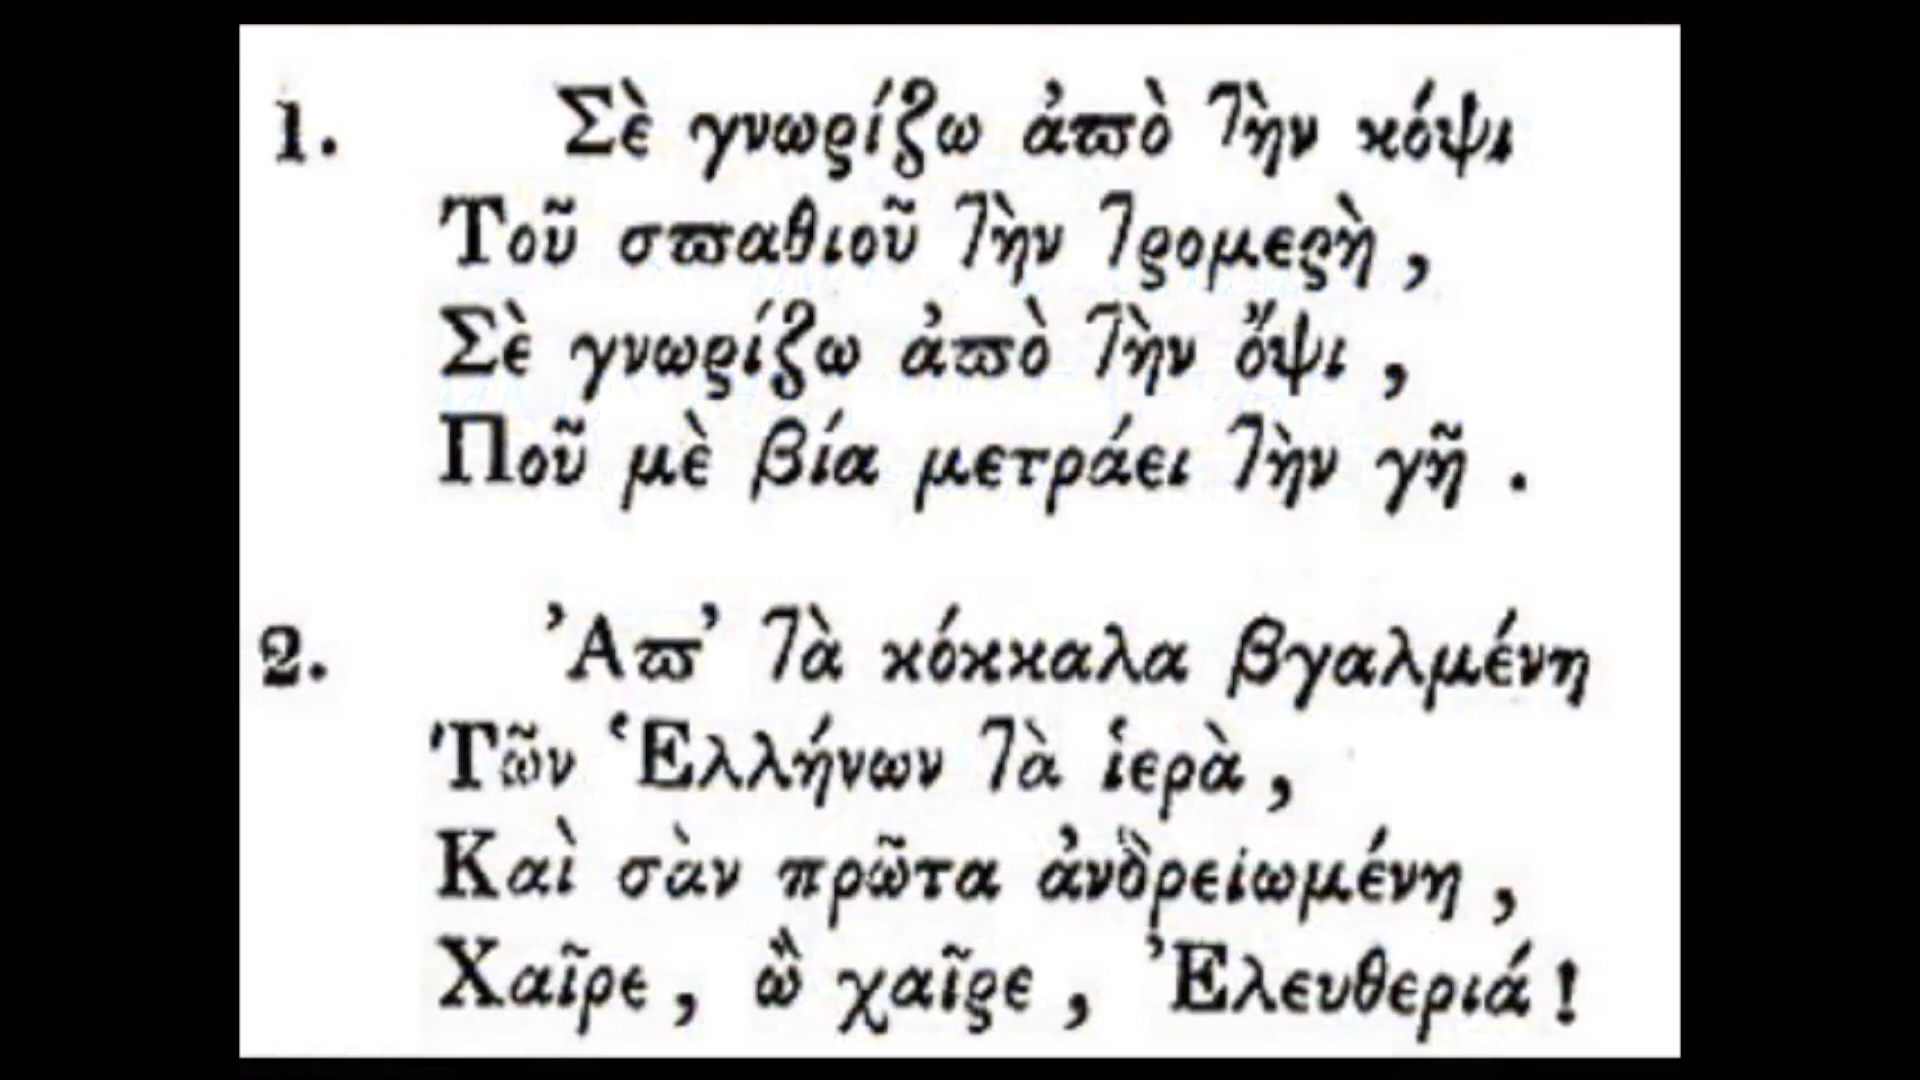 1. Σὲ γνωρίζω ἀπὸ τὴν κόψι
Τοῦ σπαθιοῦ τὴν τρομερὴ,
Σὲ γνωρίζω ἀπὸ τὴν ὄψι,
Ποῦ μὲ βία μετράει τὴν γῆ.
2. Ἀπ' τὰ κόκκαλα βγαλμένη
Τῶν Ἑλλήνων τὰ ἱερὰ,
Καὶ σὰν πρῶτα ἀνδρειωμένη,
Χαῖρε, ὢ χαῖρε, Ἐλευθεριά!